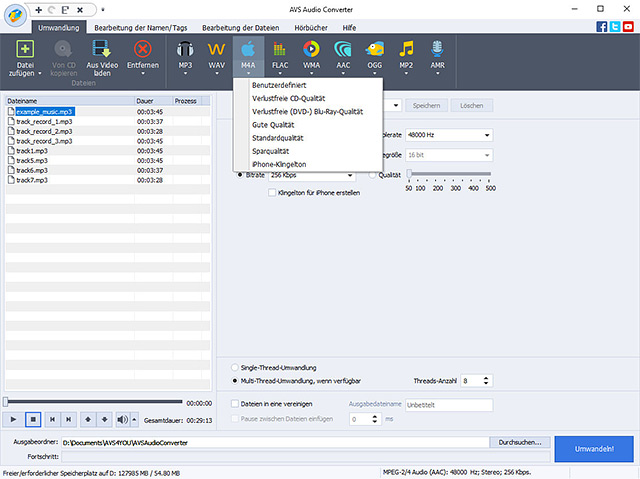 AVS Audio Converter
Umwandlung Bearbeitung der Namen/Tags Bearbeitung der Dateien Hörbücher Hilfe
Datei zufügen Von CD kopieren Aus Video laden Entfernen MP3 WAV M4A FLAC WMA AAC OGG MP2 AMR
Dateien
Benutzerdefiniert
Verlustfreie CD-Qualität
Verlustfreie (DVD-) Blu-Ray-Qualität
Gute Qualität
Standardqualität
Sparqualität
iPhone-Klingelton
Dateiname Dauer Prozess
example_music.mp3 00:03:45
track_record_1.mp3 00:03:37
track_record_2.mp3 00:03:28
track_record_3.mp3 00:03:45
track1.mp3 00:03:45
track5.mp3 00:03:45
track6.mp3 00:03:37
track7.mp3 00:03:28
Speichern Löschen
48000 Hz
16 bit
Bitrate 256 Kbps Qualität
50 100 200 300 400 500
Klingelton für iPhone erstellen
Single-Thread-Umwandlung
Multi-Thread-Umwandlung, wenn verfügbar Threads-Anzahl 8
00:00:00
Dateien in eine vereinigen Ausgabedateiname Unbetitelt
Pause zwischen Dateien einfügen 0 ms
Gesamtdauer: 00:29:13
Ausgabeordner: D:\Documents\AVS4YOU\AVSAudioConverter Durchsuchen...
Fortschritt:
Umwandeln!
Freier/erforderlicher Speicherplatz auf D: 127985 MB / 54.80 MB MPEG-2/4 Audio (AAC): 48000 Hz; Stereo; 256 Kbps.